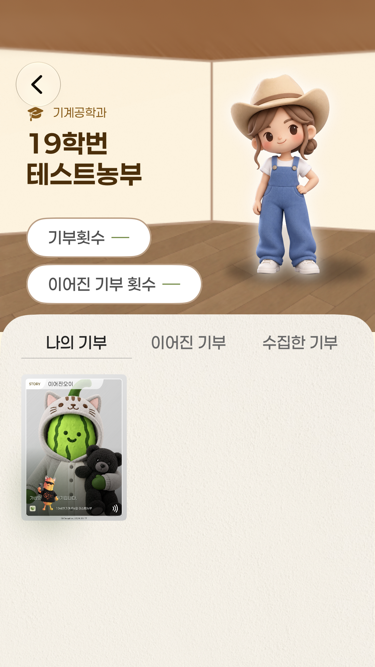 기계공학과
19학번
테스트농부
기부횟수 —
이어진 기부 횟수 —
나의 기부
이어진 기부
수집한 기부
STORY 이어진오이